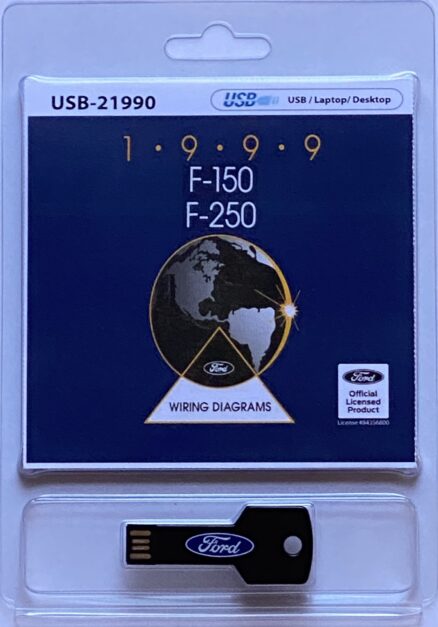 USB-21990
USB
USB / Laptop/ Desktop
1 • 9 • 9 • 9
F-150
F-250
Ford
WIRING DIAGRAMS
Ford
Official
Licensed
Product
Ford